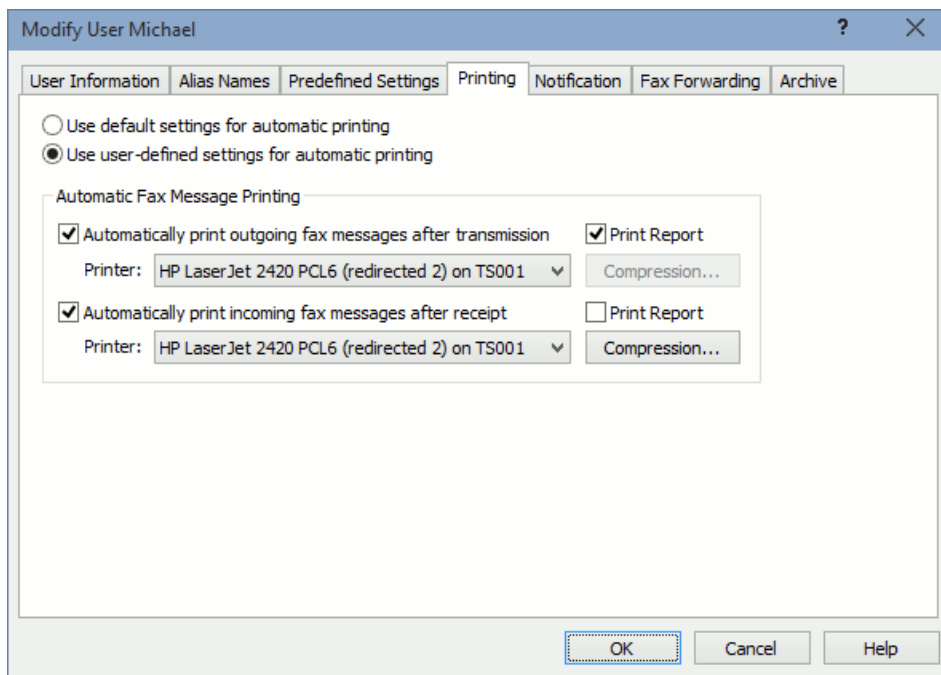 Modify User Michael ?
User Information Alias Names Predefined Settings Printing Notification Fax Forwarding Archive
Use default settings for automatic printing
Use user-defined settings for automatic printing
Automatic Fax Message Printing
Automatically print outgoing fax messages after transmission Print Report
Printer: HP LaserJet 2420 PCL6 (redirected 2) on TS001 Compression...
Automatically print incoming fax messages after receipt Print Report
Printer: HP LaserJet 2420 PCL6 (redirected 2) on TS001 Compression...
OK Cancel Help